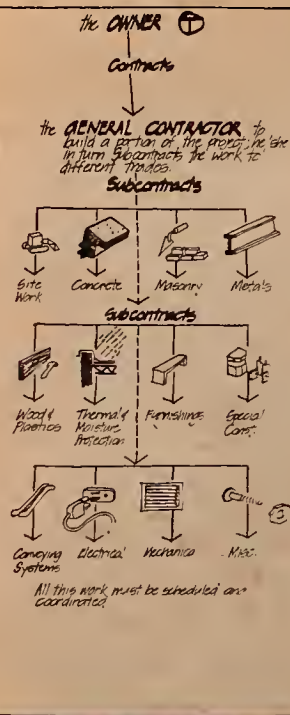 the OWNER T
Contracts
the GENERAL CONTRACTOR to
build a portion of the project; he/she
in turn Subcontracts the work to
different trades.
Subcontracts
Site
Work
Concrete
Masonry
Metals
Subcontracts
Wood &
Plastics
Thermal &
Moisture
Protection
Furnishings
Special
Const.
Conveying
Systems
Electrical
Mechanical
Misc.
All this work must be scheduled and
coordinated.